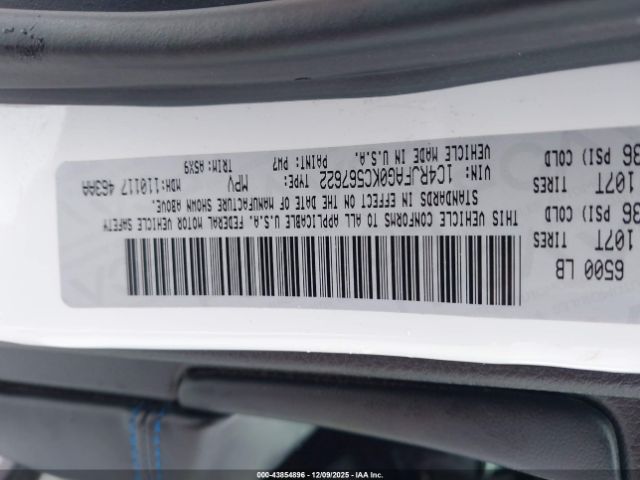 6500 LB
107T TIRES
36 PSI)
107T TIRES
36 PSI)
THIS VEHICLE CONFORMS TO ALL APPLICABLE U.S.A. FEDERAL MOTOR VEHICLE SAFETY
STANDARDS IN EFFECT ON THE DATE OF MANUFACTURE SHOWN ABOVE.
VIN: 1C4RJFAG0KC567622 TYPE: MPV MDH:110117 463AA
VEHICLE MADE IN U.S.A. PAINT: PW7 TRIM: A5X9
000-43854896 - 12/09/2025 - IAA Inc.